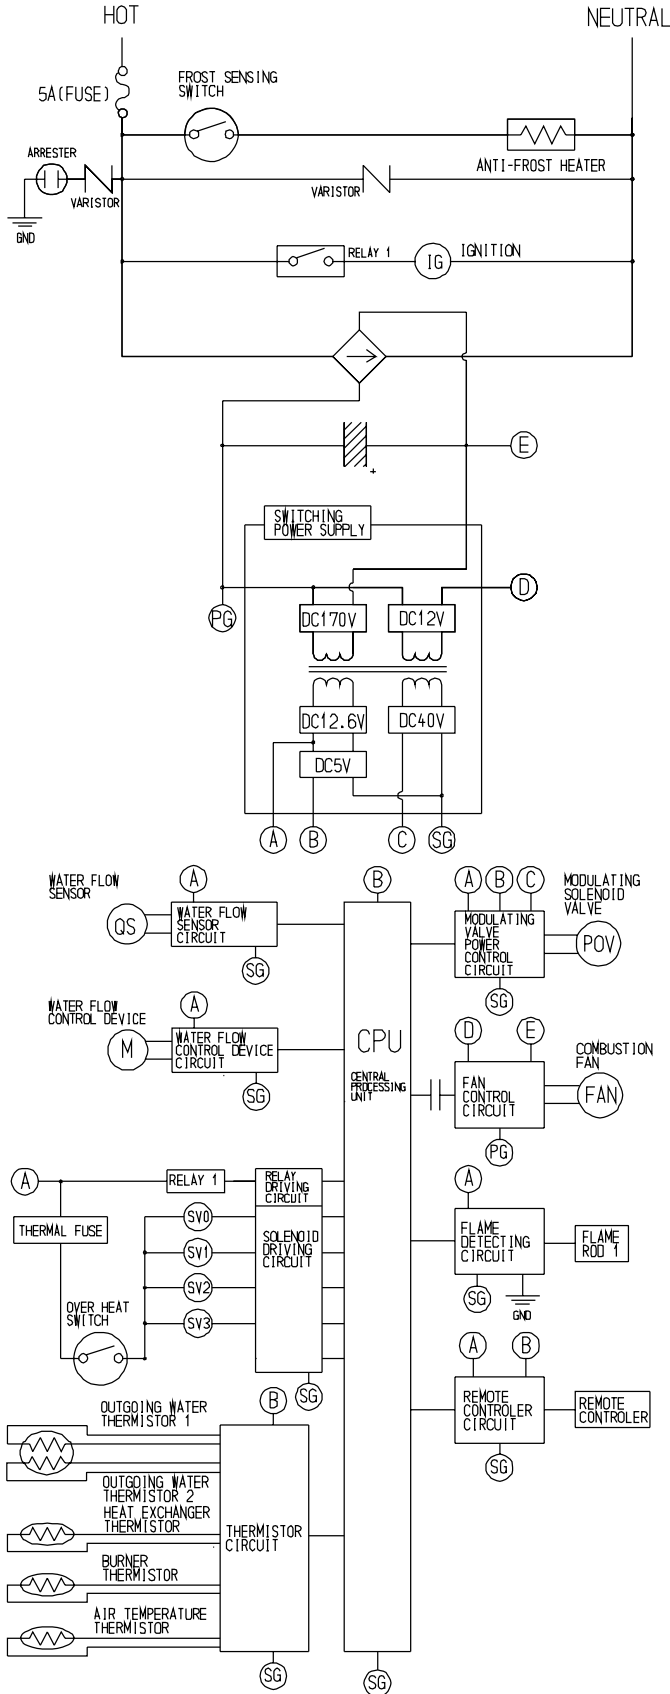 HOT
NEUTRAL
5A(FUSE)
FROST SENSING
SWITCH
ARRESTER
VARISTOR
GND
ANTI-FROST HEATER
VARISTOR
RELAY 1
IG
IGNITION
+
E
SWITCHING
POWER SUPPLY
PG
DC170V
DC12V
D
DC12.6V
DC40V
DC5V
A
B
C
SG
WATER FLOW
SENSOR
QS
A
WATER FLOW
SENSOR
CIRCUIT
SG
WATER FLOW
CONTROL DEVICE
M
A
WATER FLOW
CONTROL DEVICE
CIRCUIT
SG
B
CPU
CENTRAL
PROCESSING
UNIT
SG
A
B
C
MODULATING
SOLENOID
VALVE
MODULATING
VALVE
POWER
CONTROL
CIRCUIT
POV
SG
D
E
COMBUSTION
FAN
FAN
CONTROL
CIRCUIT
FAN
PG
A
RELAY 1
RELAY
DRIVING
CIRCUIT
THERMAL FUSE
SV0
SV1
SV2
SV3
SOLENOID
DRIVING
CIRCUIT
OVER HEAT
SWITCH
SG
A
FLAME
DETECTING
CIRCUIT
FLAME
ROD 1
SG
GND
A
B
REMOTE
CONTROLER
CIRCUIT
REMOTE
CONTROLER
SG
OUTGOING WATER
THERMISTOR 1
B
OUTGOING WATER
THERMISTOR 2
HEAT EXCHANGER
THERMISTOR
THERMISTOR
CIRCUIT
BURNER
THERMISTOR
AIR TEMPERATURE
THERMISTOR
SG